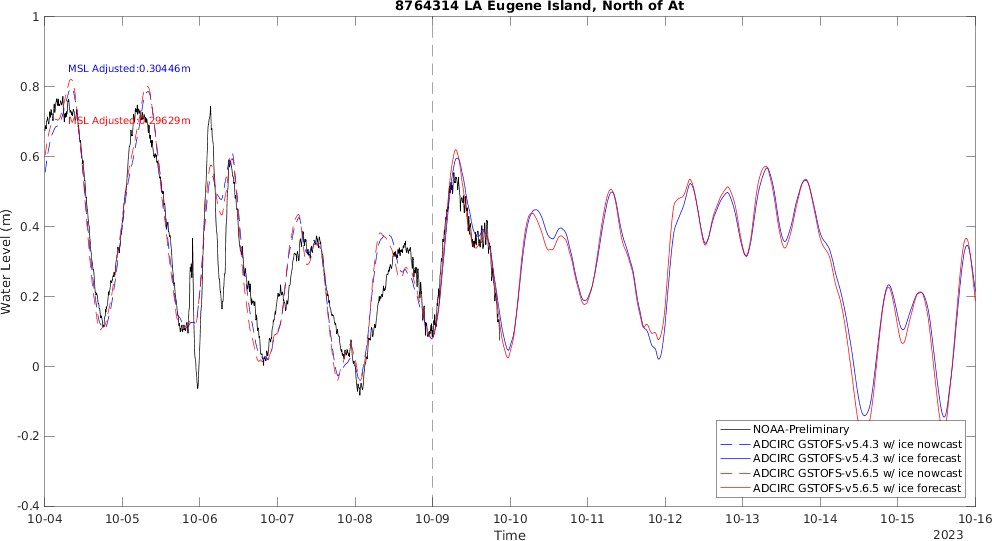 8764314 LA Eugene Island, North of At
MSL Adjusted:0.30446m
MSL Adjusted:0.29629m
Water Level (m)
1
0.8
0.6
0.4
0.2
0
-0.2
-0.4
NOAA-Preliminary
ADCIRC GSTOFS-v5.4.3 w/ ice nowcast
ADCIRC GSTOFS-v5.4.3 w/ ice forecast
ADCIRC GSTOFS-v5.6.5 w/ ice nowcast
ADCIRC GSTOFS-v5.6.5 w/ ice forecast
10-04 10-05 10-06 10-07 10-08 10-09 10-10 10-11 10-12 10-13 10-14 10-15 10-16
Time
2023